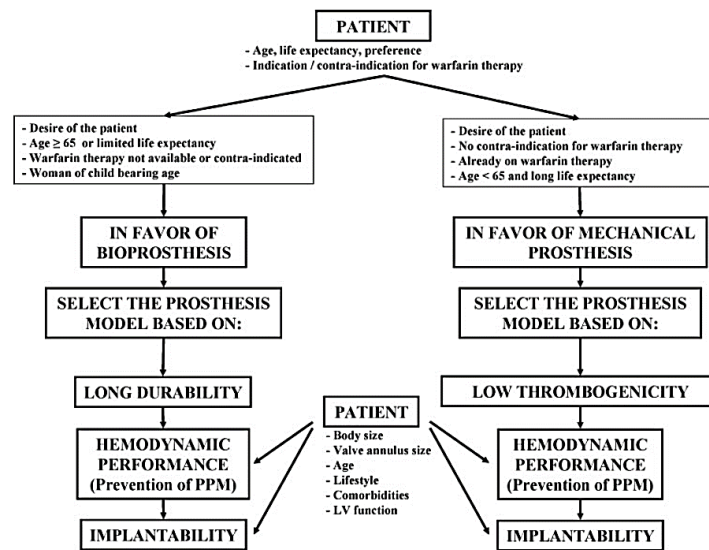 PATIENT
- Age, life expectancy, preference
- Indication / contra-indication for warfarin therapy
- Desire of the patient
- Age ≥ 65 or limited life expectancy
- Warfarin therapy not available or contra-indicated
- Woman of child bearing age
- Desire of the patient
- No contra-indication for warfarin therapy
- Already on warfarin therapy
- Age < 65 and long life expectancy
IN FAVOR OF
BIOPROSTHESIS
IN FAVOR OF MECHANICAL
PROSTHESIS
SELECT THE PROSTHESIS
MODEL BASED ON:
SELECT THE PROSTHESIS
MODEL BASED ON:
LONG DURABILITY
LOW THROMBOGENICITY
PATIENT
- Body size
- Valve annulus size
- Age
- Lifestyle
- Comorbidities
- LV function
HEMODYNAMIC
PERFORMANCE
(Prevention of PPM)
HEMODYNAMIC
PERFORMANCE
(Prevention of PPM)
IMPLANTABILITY
IMPLANTABILITY